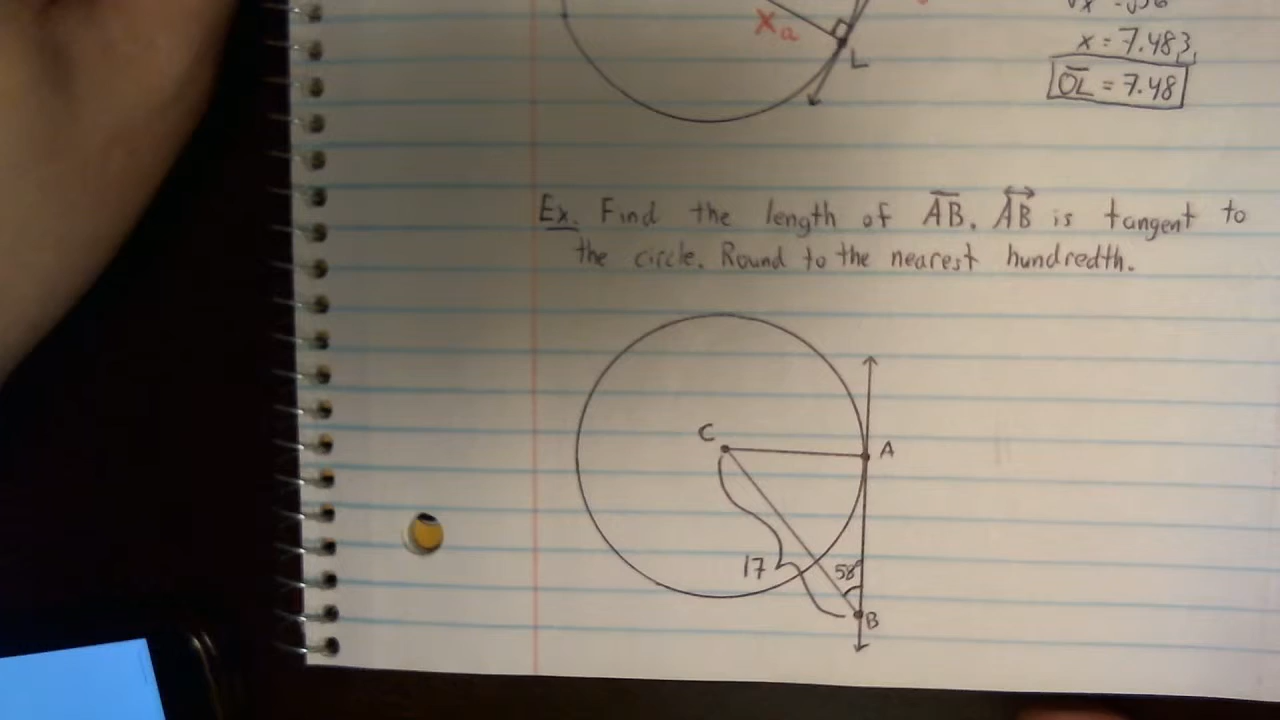 Xa
L
x = 7.483
OL = 7.48
Ex. Find the length of AB. AB is tangent to
the circle. Round to the nearest hundredth.
C
A
17
58°
B